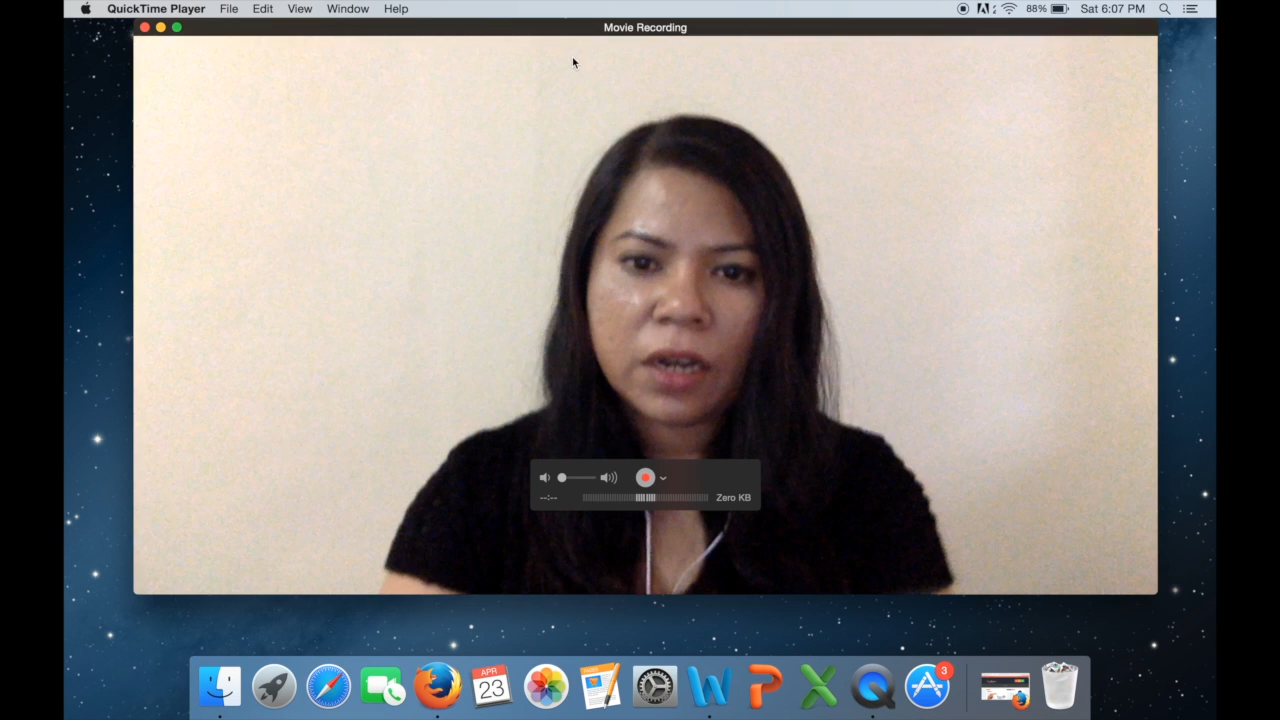 QuickTime Player File Edit View Window Help 88% Sat 6:07 PM
Movie Recording
--:-- Zero KB
APR
23
3